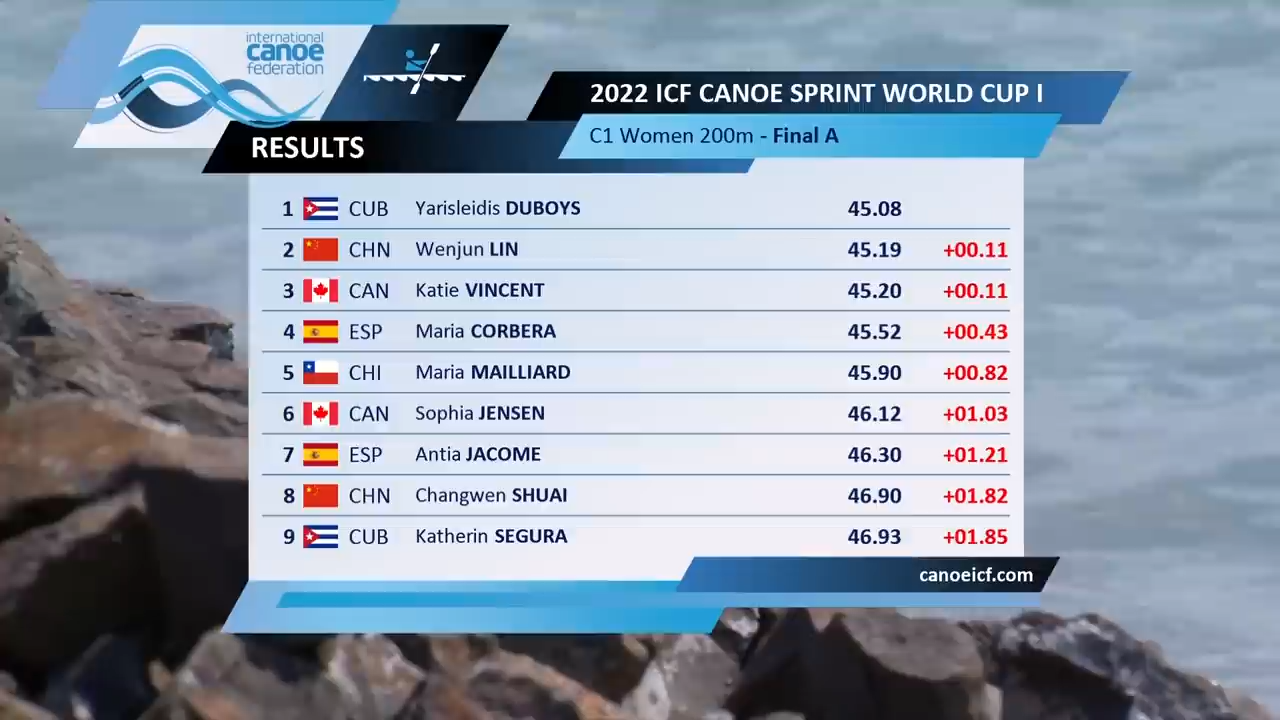 international
canoe
federation
2022 ICF CANOE SPRINT WORLD CUP I
C1 Women 200m - Final A
RESULTS
1 CUB Yarisleidis DUBOYS 45.08
2 CHN Wenjun LIN 45.19 +00.11
3 CAN Katie VINCENT 45.20 +00.11
4 ESP Maria CORBERA 45.52 +00.43
5 CHI Maria MAILLIARD 45.90 +00.82
6 CAN Sophia JENSEN 46.12 +01.03
7 ESP Antia JACOME 46.30 +01.21
8 CHN Changwen SHUAI 46.90 +01.82
9 CUB Katherin SEGURA 46.93 +01.85
canoeicf.com